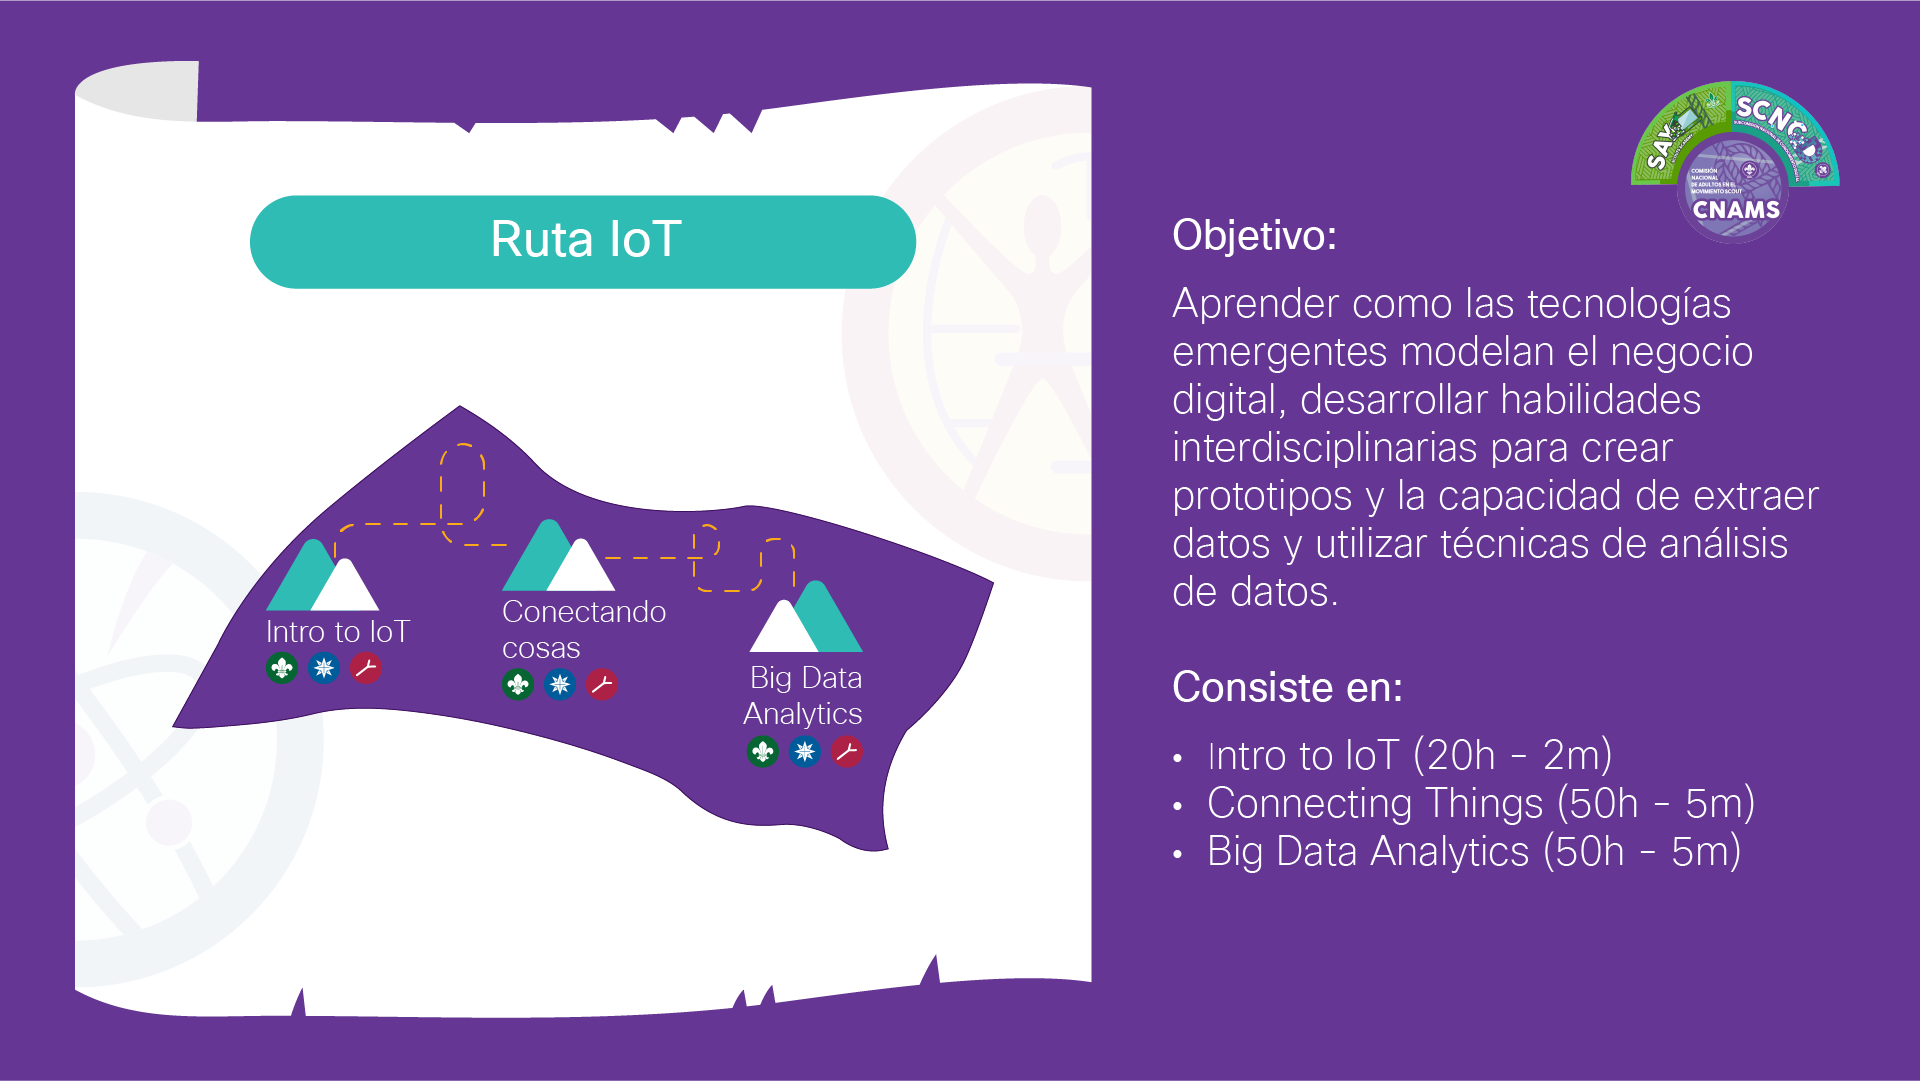 Ruta IoT
Intro to IoT
Conectando
cosas
Big Data
Analytics
SAV
SCNCD
COMISIÓN
NACIONAL
DE ADULTOS EN EL
MOVIMIENTO SCOUT
CNAMS
Objetivo:
Aprender como las tecnologías
emergentes modelan el negocio
digital, desarrollar habilidades
interdisciplinarias para crear
prototipos y la capacidad de extraer
datos y utilizar técnicas de análisis
de datos.
Consiste en:
• Intro to IoT (20h - 2m)
• Connecting Things (50h - 5m)
• Big Data Analytics (50h - 5m)